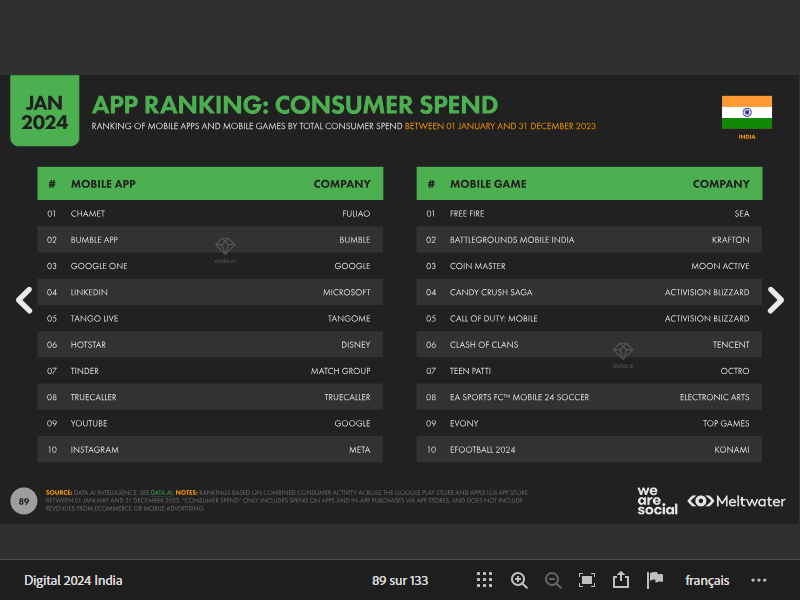 JAN
2024
APP RANKING: CONSUMER SPEND
RANKING OF MOBILE APPS AND MOBILE GAMES BY TOTAL CONSUMER SPEND BETWEEN 01 JANUARY AND 31 DECEMBER 2023
INDIA
# MOBILE APP COMPANY
01 CHAMET FULIAO
02 BUMBLE APP BUMBLE
03 GOOGLE ONE GOOGLE
04 LINKEDIN MICROSOFT
05 TANGO LIVE TANGOME
06 HOTSTAR DISNEY
07 TINDER MATCH GROUP
08 TRUECALLER TRUECALLER
09 YOUTUBE GOOGLE
10 INSTAGRAM META
data.ai
# MOBILE GAME COMPANY
01 FREE FIRE SEA
02 BATTLEGROUNDS MOBILE INDIA KRAFTON
03 COIN MASTER MOON ACTIVE
04 CANDY CRUSH SAGA ACTIVISION BLIZZARD
05 CALL OF DUTY: MOBILE ACTIVISION BLIZZARD
06 CLASH OF CLANS TENCENT
07 TEEN PATTI OCTRO
08 EA SPORTS FC™ MOBILE 24 SOCCER ELECTRONIC ARTS
09 EVONY TOP GAMES
10 EFOOTBALL 2024 KONAMI
data.ai
89
SOURCE: DATA.AI INTELLIGENCE. SEE DATA.AI. NOTES: RANKINGS BASED ON COMBINED CONSUMER ACTIVITY ACROSS THE GOOGLE PLAY STORE AND APPLE IOS APP STORE
BETWEEN 01 JANUARY AND 31 DECEMBER 2023. "CONSUMER SPEND" ONLY INCLUDES SPEND ON APPS AND IN-APP PURCHASES VIA APP STORES, AND DOES NOT INCLUDE
REVENUES FROM ECOMMERCE OR MOBILE ADVERTISING.
we
are.
social
Meltwater
Digital 2024 India
89 sur 133
français